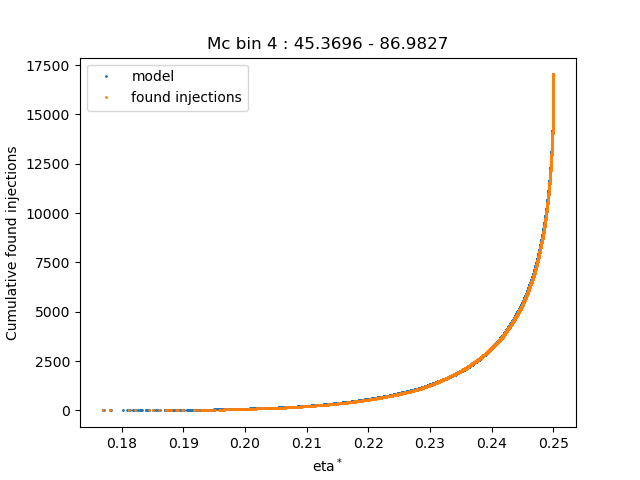 Mc bin 4 : 45.3696 - 86.9827
model
found injections
Cumulative found injections
17500
15000
12500
10000
7500
5000
2500
0
0.18 0.19 0.20 0.21 0.22 0.23 0.24 0.25
eta*